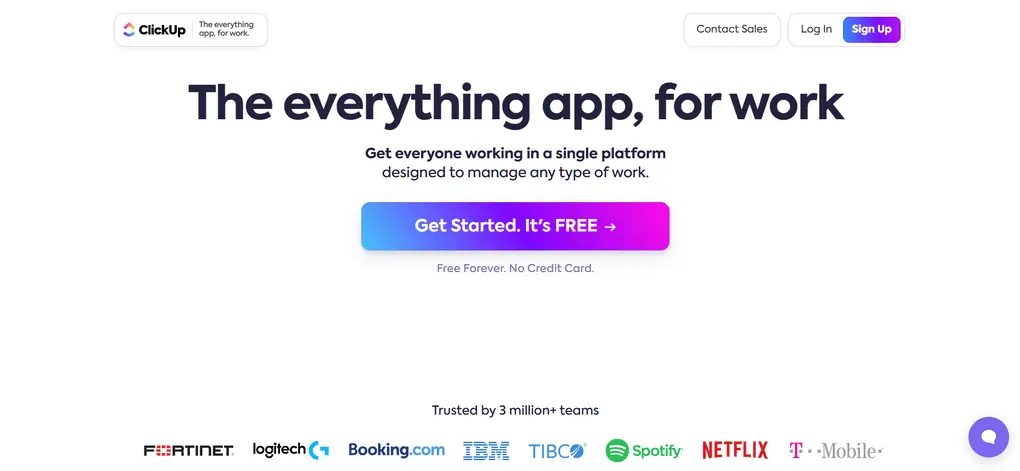 ClickUp
The everything
app, for work.
Contact Sales
Log In
Sign Up
The everything app, for work
Get everyone working in a single platform
designed to manage any type of work.
Get Started. It's FREE →
Free Forever. No Credit Card.
Trusted by 3 million+ teams
FORTINET
logitech
Booking.com
IBM
TIBCO
Spotify
NETFLIX
T Mobile